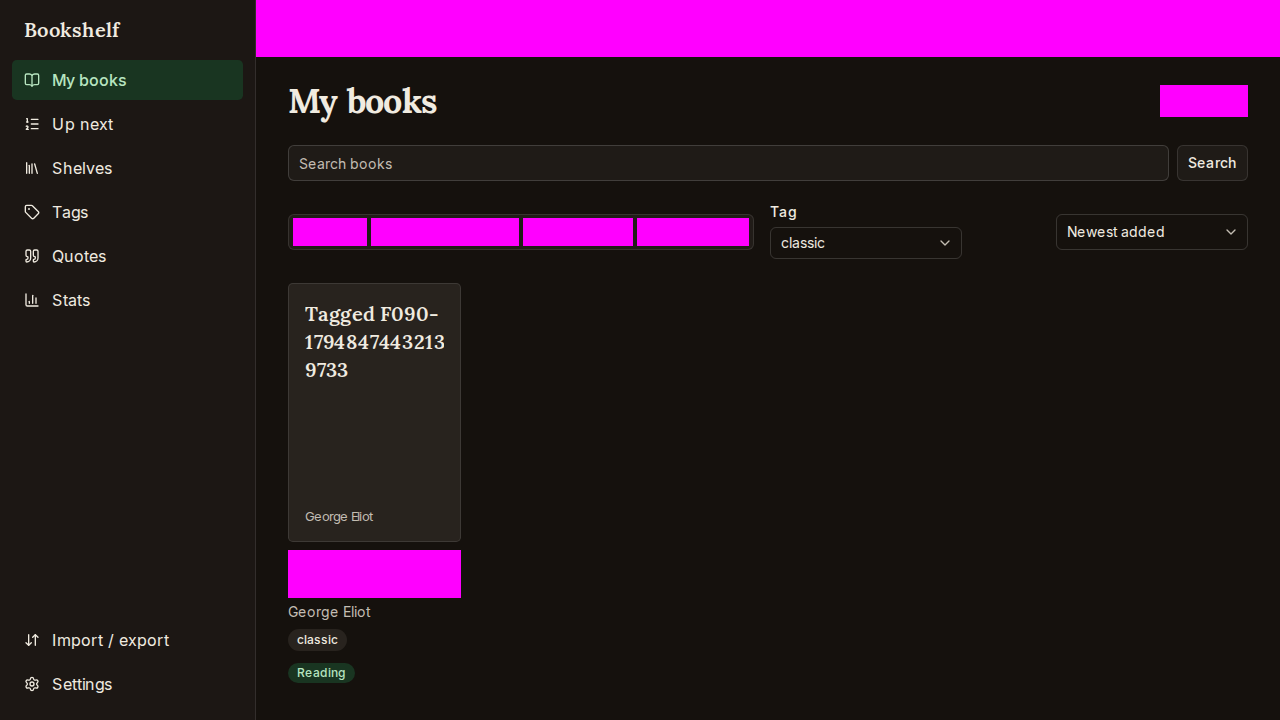 Bookshelf
My books
Up next
Shelves
Tags
Quotes
Stats
Import / export
Settings
My books
Search books
Search
Tag
classic
Newest added
Tagged F090-
1794847443213
9733
George Eliot
George Eliot
classic
Reading